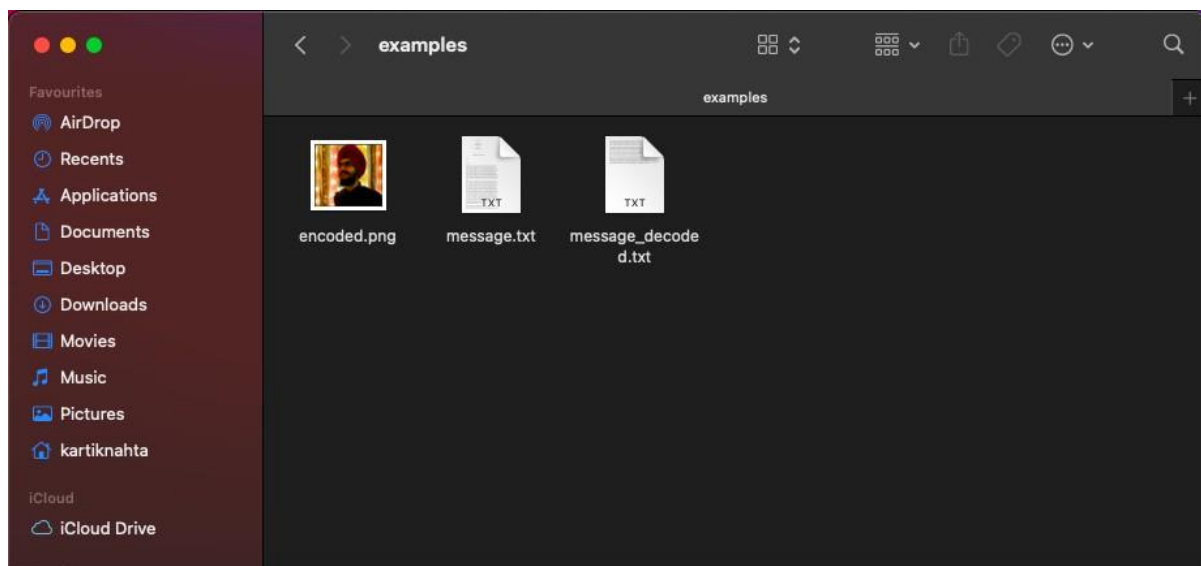 examples
examples
Favourites
AirDrop
Recents
Applications
Documents
Desktop
Downloads
Movies
Music
Pictures
kartiknahta
iCloud
iCloud Drive
TXT
TXT
encoded.png
message.txt
message_decode
d.txt